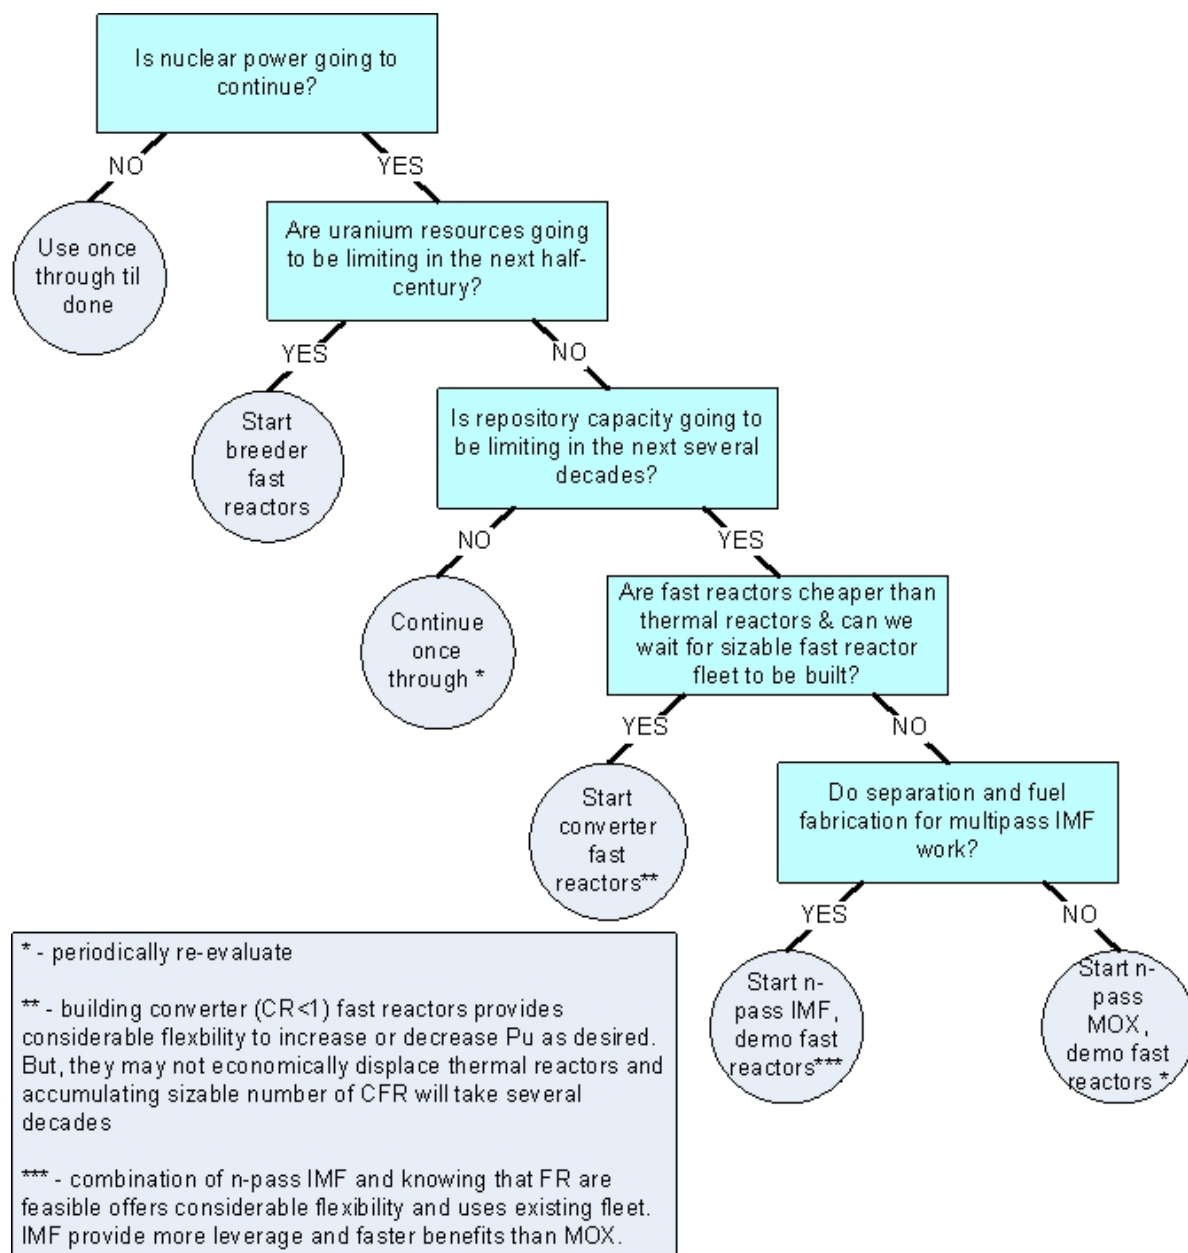 Is nuclear power going to
continue?
NO
YES
Use once
through til
done
Are uranium resources going
to be limiting in the next half-
century?
YES
NO
Start
breeder
fast
reactors
Is repository capacity going to
be limiting in the next several
decades?
NO
YES
Continue
once
through *
Are fast reactors cheaper than
thermal reactors & can we
wait for sizable fast reactor
fleet to be built?
YES
NO
Start
converter
fast
reactors**
Do separation and fuel
fabrication for multipass IMF
work?
YES
NO
Start n-
pass IMF,
demo fast
reactors***
Start n-
pass
MOX,
demo fast
reactors *
* - periodically re-evaluate
** - building converter (CR<1) fast reactors provides
considerable flexbility to increase or decrease Pu as desired.
But, they may not economically displace thermal reactors and
accumulating sizable number of CFR will take several
decades
*** - combination of n-pass IMF and knowing that FR are
feasible offers considerable flexibility and uses existing fleet.
IMF provide more leverage and faster benefits than MOX.